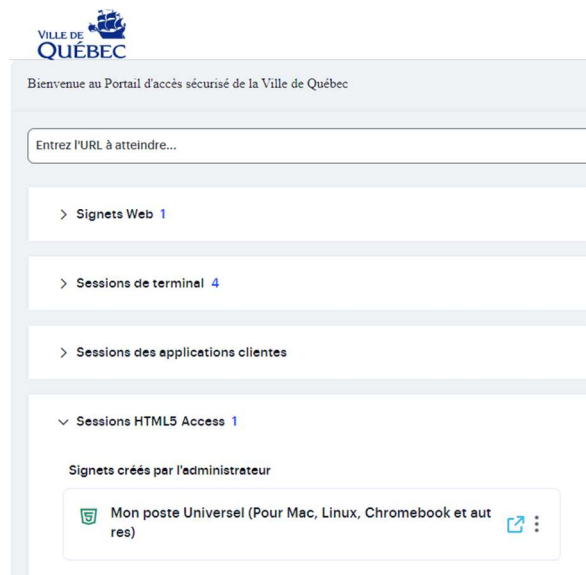 VILLE DE
QUÉBEC
Bienvenue au Portail d'accès sécurisé de la Ville de Québec
Entrez l'URL à atteindre...
Signets Web 1
Sessions de terminal 4
Sessions des applications clientes
Sessions HTML5 Access 1
Signets créés par l'administrateur
5 Mon poste Universel (Pour Mac, Linux, Chromebook et aut
res)